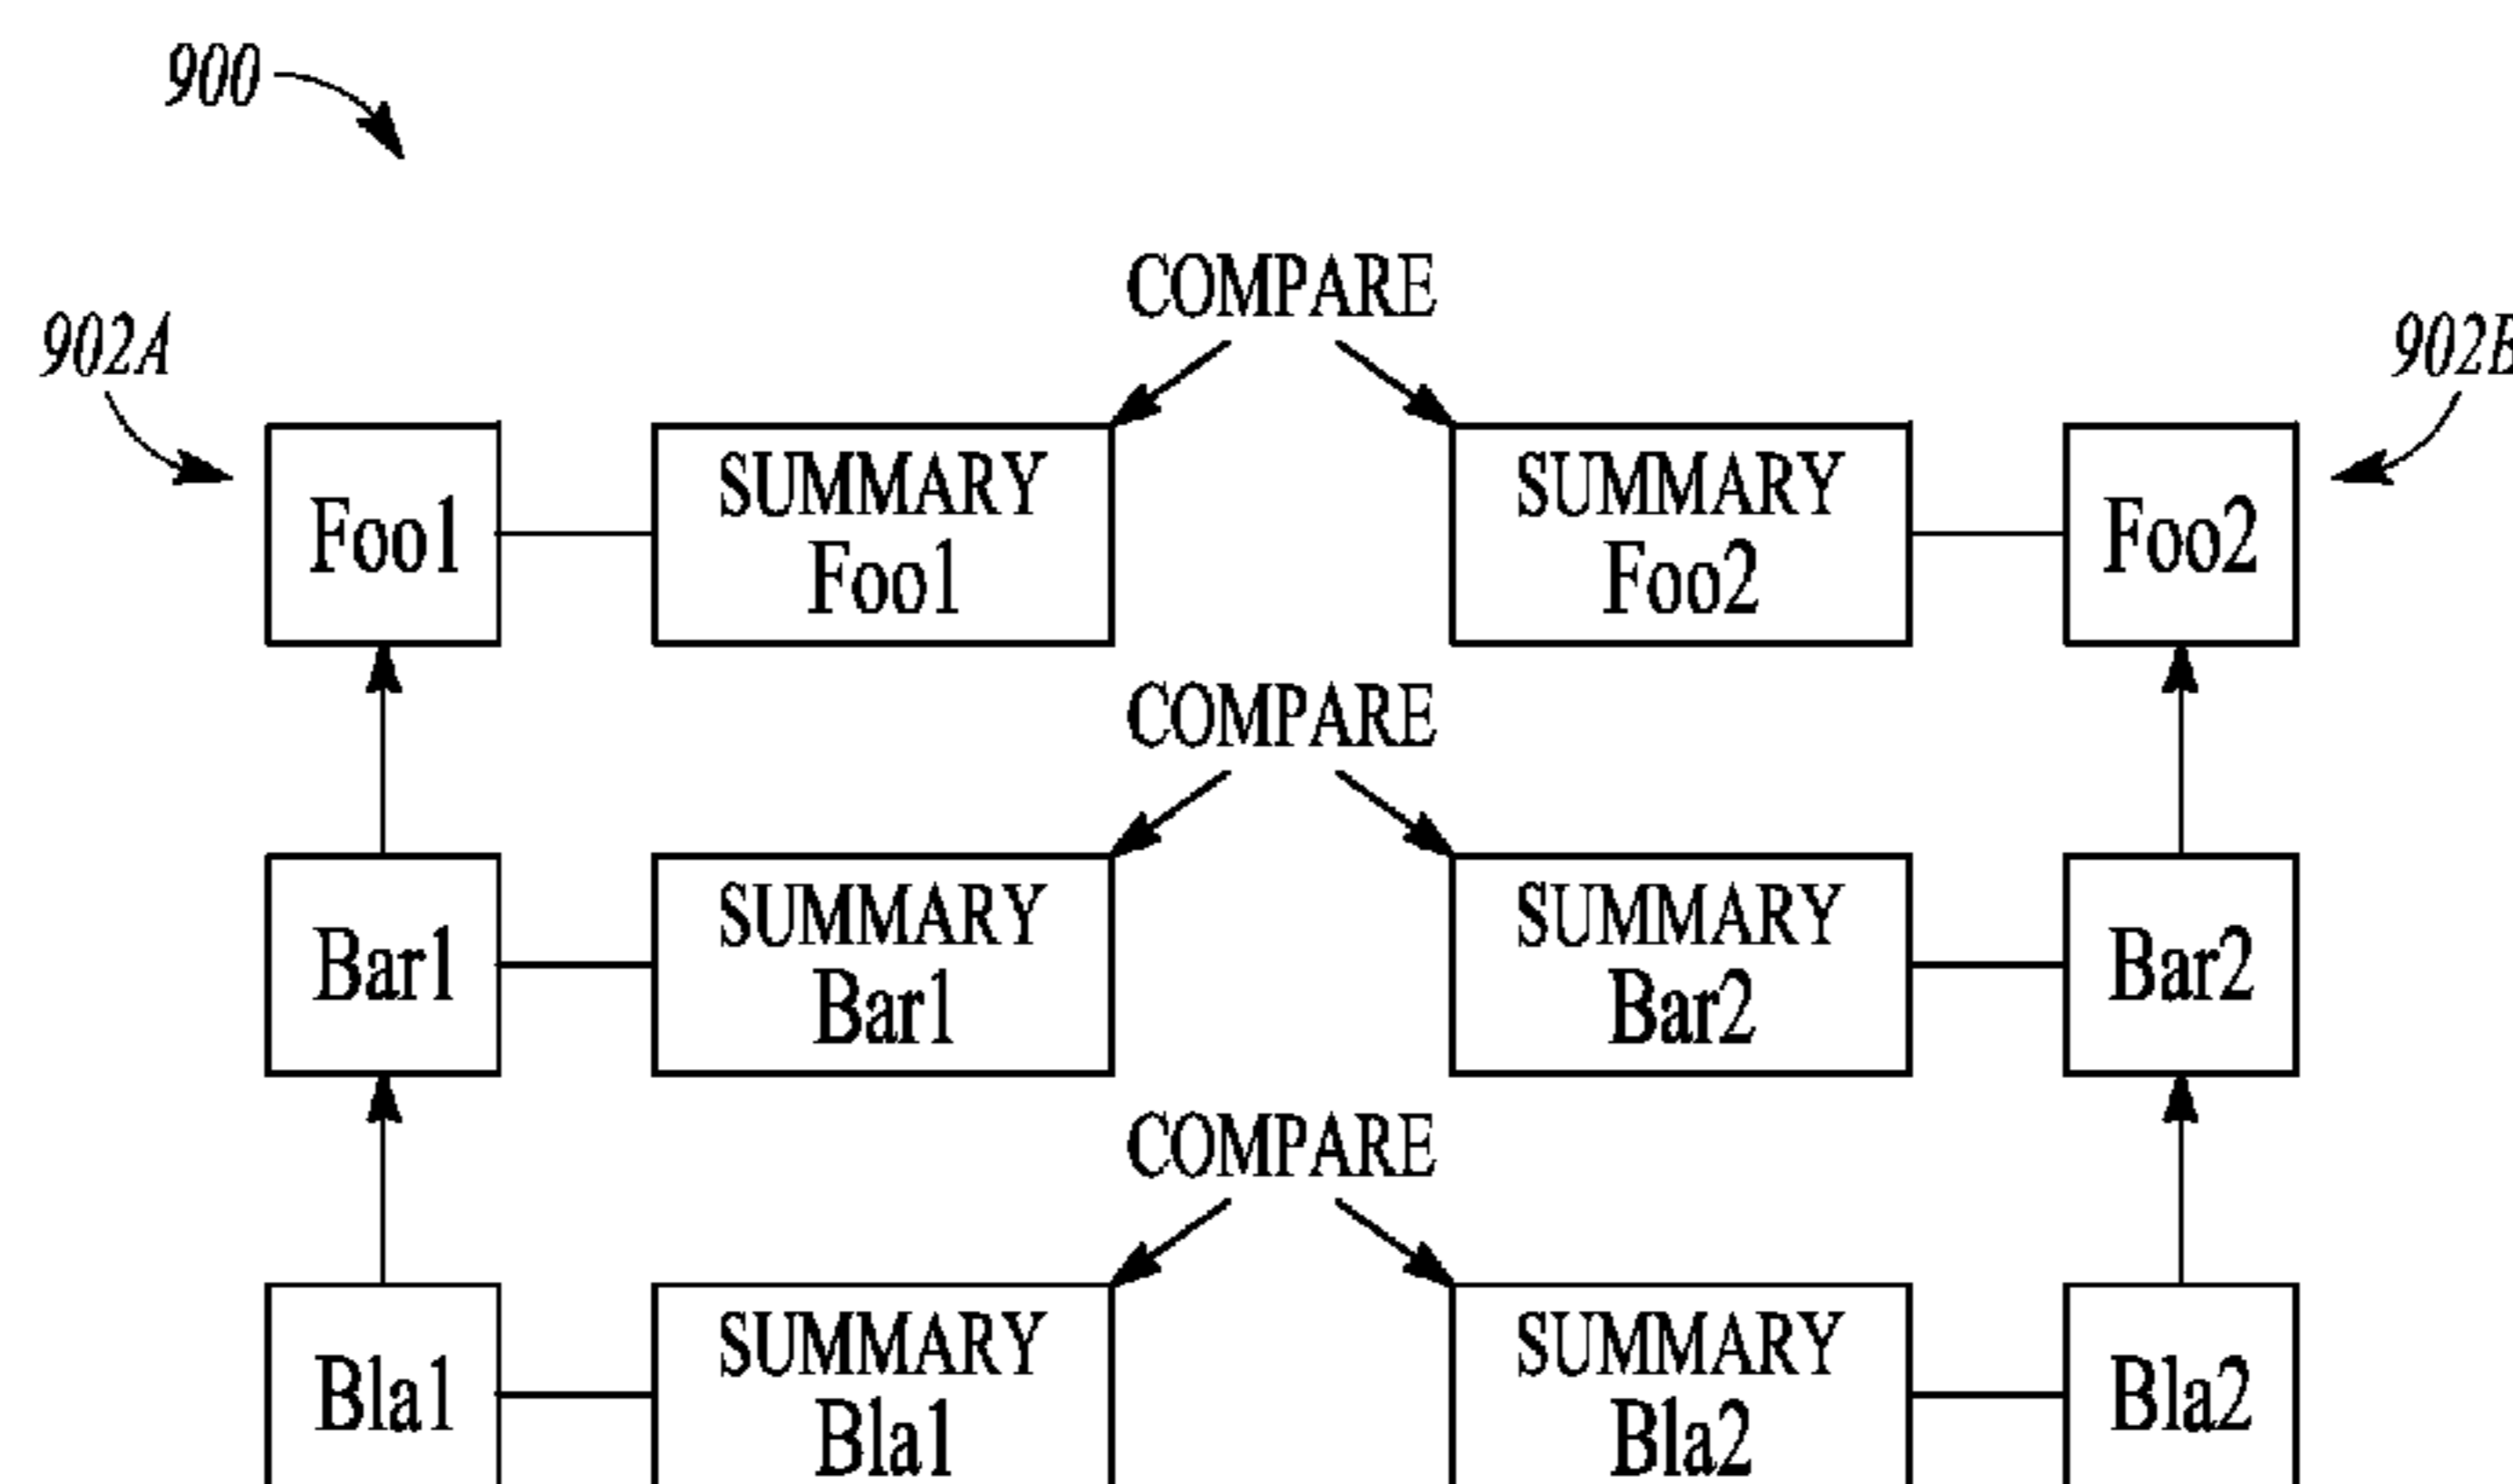 900
COMPARE
902A
902B
Foo1
SUMMARY
Foo1
SUMMARY
Foo2
Foo2
COMPARE
Bar1
SUMMARY
Bar1
SUMMARY
Bar2
Bar2
COMPARE
Bla1
SUMMARY
Bla1
SUMMARY
Bla2
Bla2